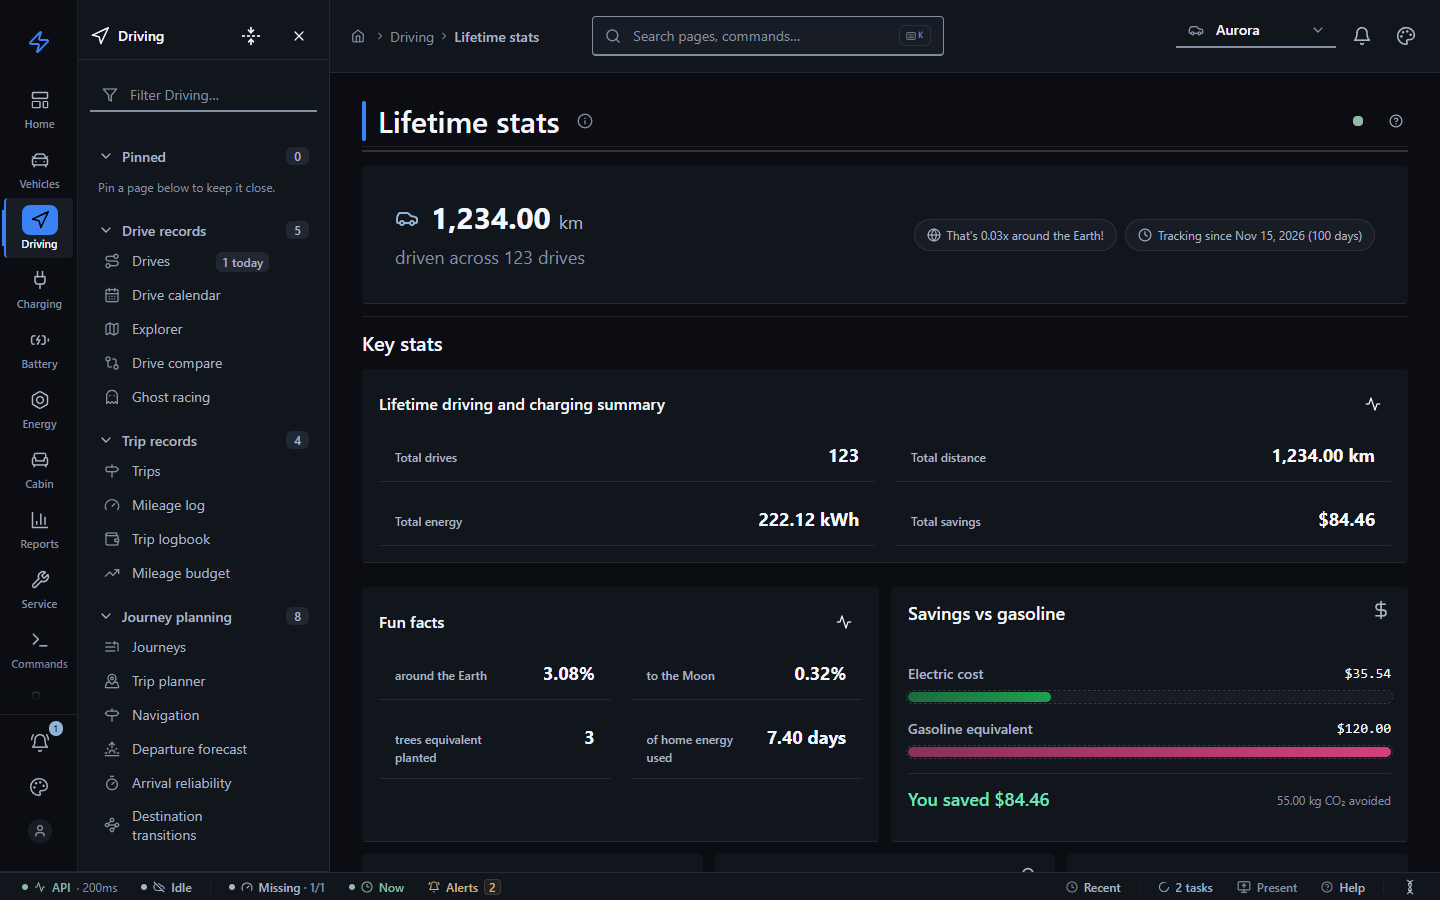 Home
Vehicles
Driving
Charging
Battery
Energy
Cabin
Reports
Service
Commands
1
Driving
Filter Driving...
Pinned 0
Pin a page below to keep it close.
Drive records 5
Drives 1 today
Drive calendar
Explorer
Drive compare
Ghost racing
Trip records 4
Trips
Mileage log
Trip logbook
Mileage budget
Journey planning 8
Journeys
Trip planner
Navigation
Departure forecast
Arrival reliability
Destination
transitions
Driving Lifetime stats
Search pages, commands... K
Aurora
Lifetime stats
1,234.00 km
driven across 123 drives
That's 0.03x around the Earth!
Tracking since Nov 15, 2026 (100 days)
Key stats
Lifetime driving and charging summary
Total drives 123
Total distance 1,234.00 km
Total energy 222.12 kWh
Total savings $84.46
Fun facts
around the Earth 3.08%
to the Moon 0.32%
trees equivalent
planted 3
of home energy
used 7.40 days
Savings vs gasoline
Electric cost $35.54
Gasoline equivalent $120.00
You saved $84.46 55.00 kg CO₂ avoided
API · 200ms Idle Missing · 1/1 Now Alerts 2 Recent 2 tasks Present Help